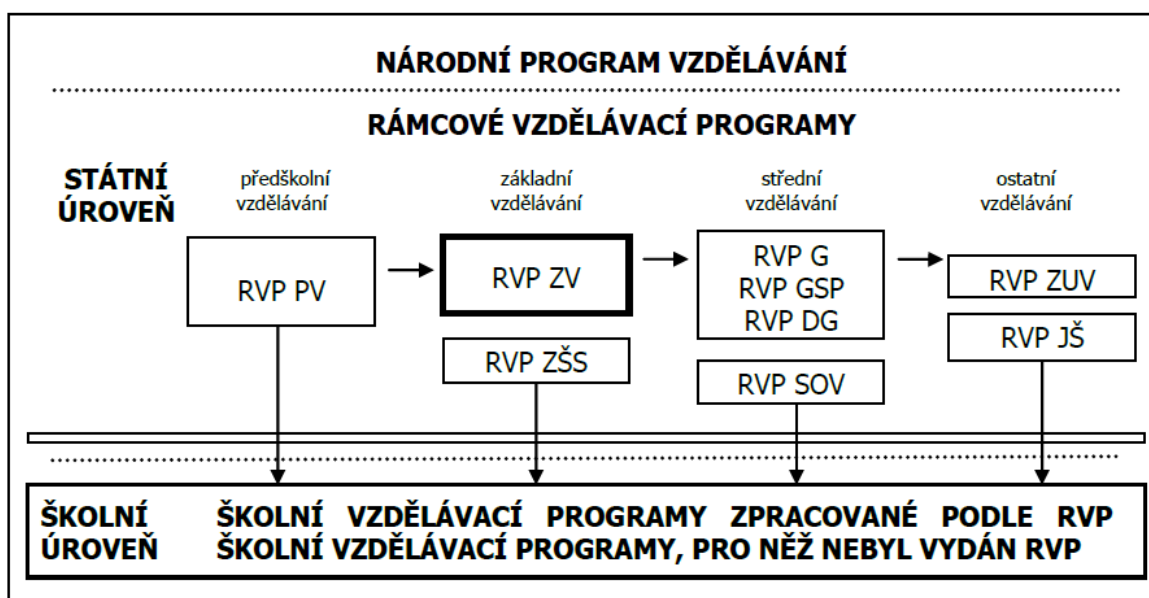 NÁRODNÍ PROGRAM VZDĚLÁVÁNÍ
RÁMCOVÉ VZDĚLÁVACÍ PROGRAMY
STÁTNÍ
ÚROVEŇ
předškolní
vzdělávání
základní
vzdělávání
střední
vzdělávání
ostatní
vzdělávání
RVP PV
RVP ZV
RVP ZŠS
RVP G
RVP GSP
RVP DG
RVP SOV
RVP ZUV
RVP JŠ
ŠKOLNÍ
ÚROVEŇ
ŠKOLNÍ VZDĚLÁVACÍ PROGRAMY ZPRACOVANÉ PODLE RVP
ŠKOLNÍ VZDĚLÁVACÍ PROGRAMY, PRO NĚŽ NEBYL VYDÁN RVP